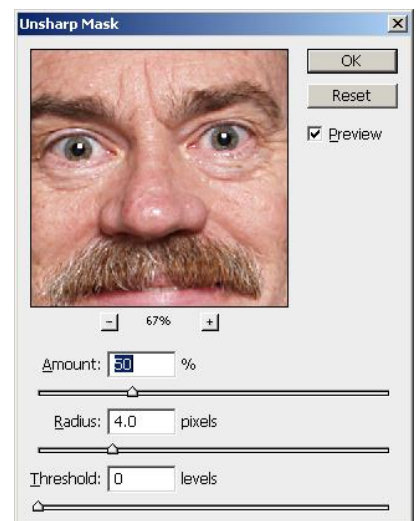 Unsharp Mask
OK
Reset
Preview
- 67% +
Amount: 50 %
Radius: 4.0 pixels
Threshold: 0 levels